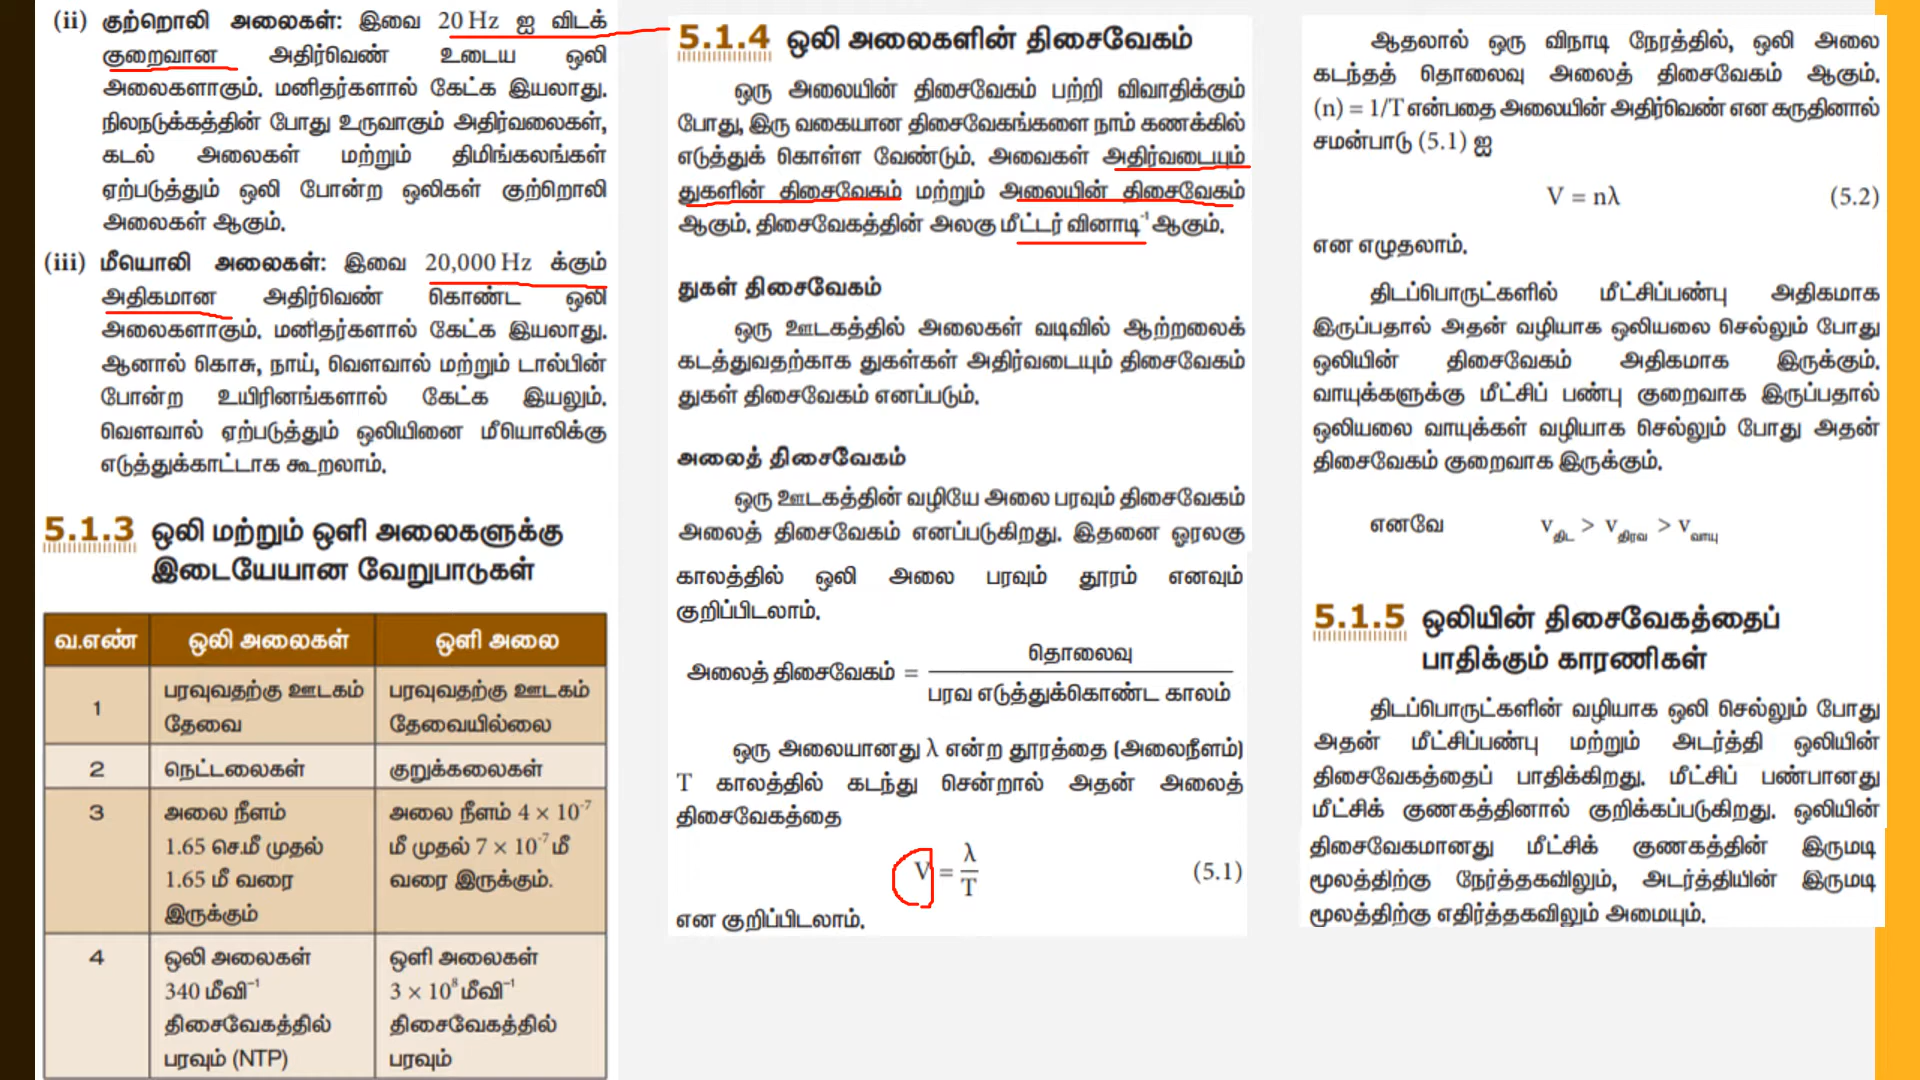 (ii) குற்றொலி அலைகள்: இவை 20 Hz ஐ விடக்
குறைவான அதிர்வெண் உடைய ஒலி
அலைகளாகும். மனிதர்களால் கேட்க இயலாது.
நிலநடுக்கத்தின் போது உருவாகும் அதிர்வலைகள்,
கடல் அலைகள் மற்றும் திமிங்கலங்கள்
ஏற்படுத்தும் ஒலி போன்ற ஒலிகள் குற்றொலி
அலைகள் ஆகும்.
(iii) மீயொலி அலைகள்: இவை 20,000 Hz க்கும்
அதிகமான அதிர்வெண் கொண்ட ஒலி
அலைகளாகும். மனிதர்களால் கேட்க இயலாது.
ஆனால் கொசு, நாய், வௌவால் மற்றும் டால்பின்
போன்ற உயிரினங்களால் கேட்க இயலும்.
வௌவால் ஏற்படுத்தும் ஒலியினை மீயொலிக்கு
எடுத்துக்காட்டாக கூறலாம்.
5.1.3 ஒலி மற்றும் ஒளி அலைகளுக்கு
இடையேயான வேறுபாடுகள்
வ.எண் ஒலி அலைகள் ஒளி அலை
1 பரவுவதற்கு ஊடகம் பரவுவதற்கு ஊடகம்
தேவை தேவையில்லை
2 நெட்டலைகள் குறுக்கலைகள்
3 அலை நீளம் அலை நீளம் 4 × 10⁻⁷
1.65 செ.மீ முதல் மீ முதல் 7 × 10⁻⁷ மீ
1.65 மீ வரை வரை இருக்கும்.
இருக்கும்
4 ஒலி அலைகள் ஒளி அலைகள்
340 மீவி⁻¹ 3 × 10⁸ மீவி⁻¹
திசைவேகத்தில் திசைவேகத்தில்
பரவும் (NTP) பரவும்
5.1.4 ஒலி அலைகளின் திசைவேகம்
ஒரு அலையின் திசைவேகம் பற்றி விவாதிக்கும்
போது, இரு வகையான திசைவேகங்களை நாம் கணக்கில்
எடுத்துக் கொள்ள வேண்டும். அவைகள் அதிர்வடையும்
துகளின் திசைவேகம் மற்றும் அலையின் திசைவேகம்
ஆகும். திசைவேகத்தின் அலகு மீட்டர் வினாடி⁻¹ ஆகும்.
துகள் திசைவேகம்
ஒரு ஊடகத்தில் அலைகள் வடிவில் ஆற்றலைக்
கடத்துவதற்காக துகள்கள் அதிர்வடையும் திசைவேகம்
துகள் திசைவேகம் எனப்படும்.
அலைத் திசைவேகம்
ஒரு ஊடகத்தின் வழியே அலை பரவும் திசைவேகம்
அலைத் திசைவேகம் எனப்படுகிறது. இதனை ஓரலகு
காலத்தில் ஒலி அலை பரவும் தூரம் எனவும்
குறிப்பிடலாம்.
தொலைவு
அலைத் திசைவேகம் =
பரவ எடுத்துக்கொண்ட காலம்
ஒரு அலையானது λ என்ற தூரத்தை (அலைநீளம்)
T காலத்தில் கடந்து சென்றால் அதன் அலைத்
திசைவேகத்தை
V = λ/T (5.1)
என குறிப்பிடலாம்.
ஆதலால் ஒரு விநாடி நேரத்தில், ஒலி அலை
கடந்தத் தொலைவு அலைத் திசைவேகம் ஆகும்.
(n) = 1/T என்பதை அலையின் அதிர்வெண் என கருதினால்
சமன்பாடு (5.1) ஐ
V = nλ (5.2)
என எழுதலாம்.
திடப்பொருட்களில் மீட்சிப்பண்பு அதிகமாக
இருப்பதால் அதன் வழியாக ஒலியலை செல்லும் போது
ஒலியின் திசைவேகம் அதிகமாக இருக்கும்.
வாயுக்களுக்கு மீட்சிப் பண்பு குறைவாக இருப்பதால்
ஒலியலை வாயுக்கள் வழியாக செல்லும் போது அதன்
திசைவேகம் குறைவாக இருக்கும்.
எனவே v திட > v திரவ > v வாயு
5.1.5 ஒலியின் திசைவேகத்தைப்
பாதிக்கும் காரணிகள்
திடப்பொருட்களின் வழியாக ஒலி செல்லும் போது
அதன் மீட்சிப்பண்பு மற்றும் அடர்த்தி ஒலியின்
திசைவேகத்தைப் பாதிக்கிறது. மீட்சிப் பண்பானது
மீட்சிக் குணகத்தினால் குறிக்கப்படுகிறது. ஒலியின்
திசைவேகமானது மீட்சிக் குணகத்தின் இருமடி
மூலத்திற்கு நேர்த்தகவிலும், அடர்த்தியின் இருமடி
மூலத்திற்கு எதிர்த்தகவிலும் அமையும்.